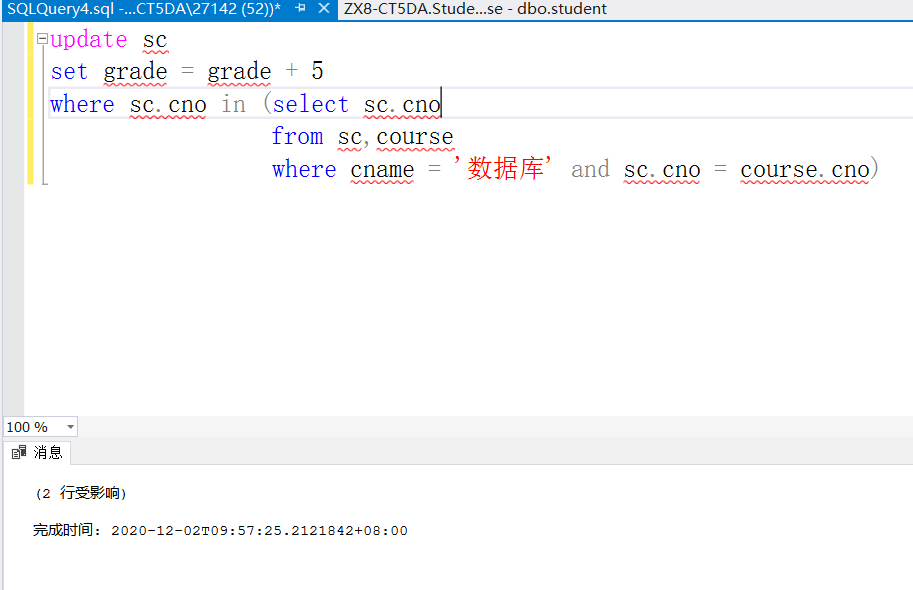 SQLQuery4.sql -...CT5DA\27142 (52))* ZX8-CT5DA.Stude...se - dbo.student
update sc
set grade = grade + 5
where sc.cno in (select sc.cno
from sc,course
where cname = '数据库' and sc.cno = course.cno)
100 %
消息
(2 行受影响)
完成时间: 2020-12-02T09:57:25.2121842+08:00